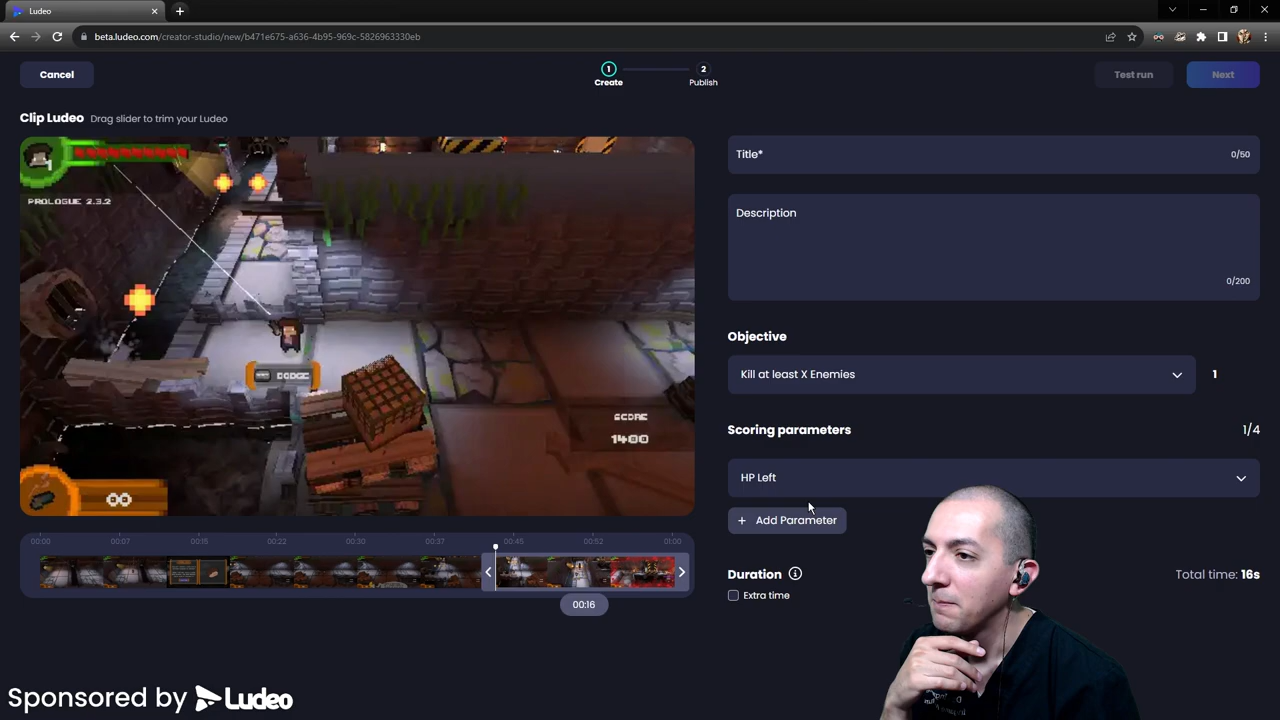 Ludeo
beta.ludeo.com/creator-studio/new/b471e675-a636-4b95-969c-5826963330eb
Cancel
1
2
Create
Publish
Test run
Next
Clip Ludeo Drag slider to trim your Ludeo
1
PROLOGUE 2.3.2
DODGE
SCORE
1400
Title*
0/50
Description
0/200
Objective
Kill at least X Enemies
1
Scoring parameters
1/4
HP Left
+ Add Parameter
Duration
Total time: 16s
Extra time
00:00 00:07 00:15 00:22 00:30 00:37 00:45 00:52 01:00
00:16
Sponsored by Ludeo